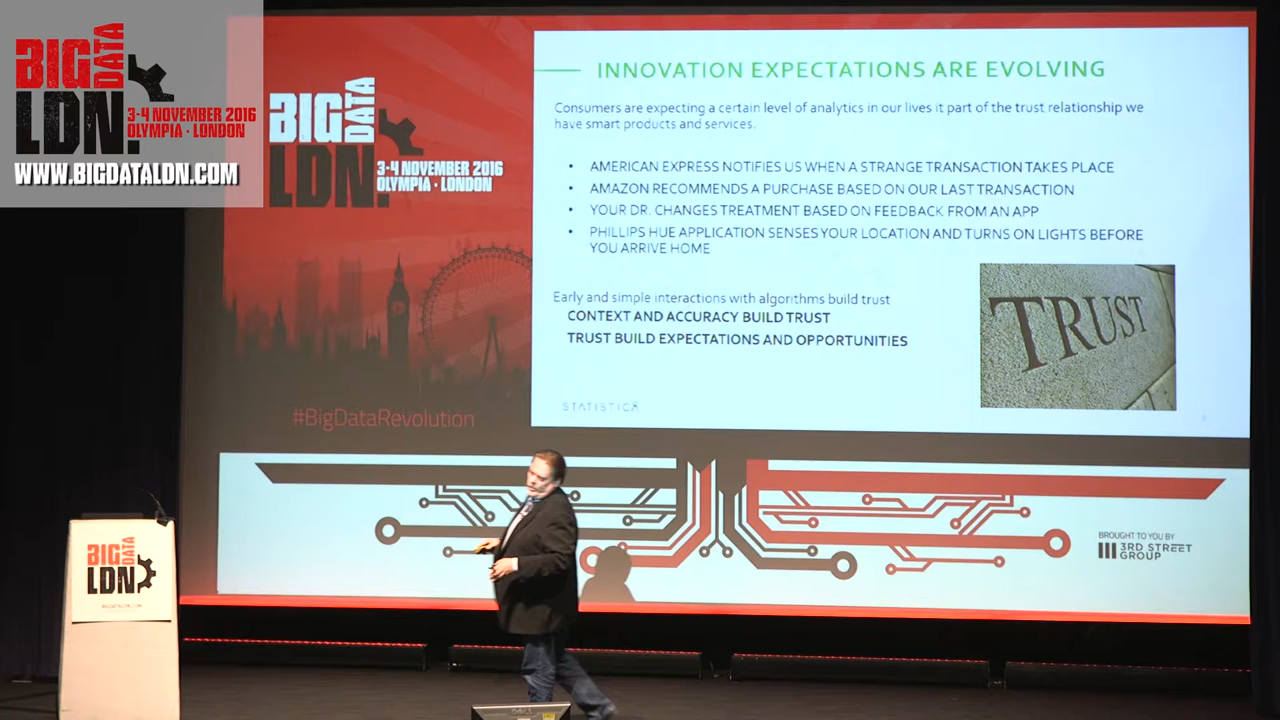 BIG DATA
LDN.
3-4 NOVEMBER 2016
OLYMPIA · LONDON
WWW.BIGDATALDN.COM
BIG DATA
LDN.
3-4 NOVEMBER 2016
OLYMPIA · LONDON
#BigDataRevolution
INNOVATION EXPECTATIONS ARE EVOLVING
Consumers are expecting a certain level of analytics in our lives it part of the trust relationship we
have smart products and services.
• AMERICAN EXPRESS NOTIFIES US WHEN A STRANGE TRANSACTION TAKES PLACE
• AMAZON RECOMMENDS A PURCHASE BASED ON OUR LAST TRANSACTION
• YOUR DR. CHANGES TREATMENT BASED ON FEEDBACK FROM AN APP
• PHILLIPS HUE APPLICATION SENSES YOUR LOCATION AND TURNS ON LIGHTS BEFORE
YOU ARRIVE HOME
Early and simple interactions with algorithms build trust
CONTEXT AND ACCURACY BUILD TRUST
TRUST BUILD EXPECTATIONS AND OPPORTUNITIES
TRUST
STATISTICA
BROUGHT TO YOU BY
3RD STREET
GROUP
BIG DATA
LDN